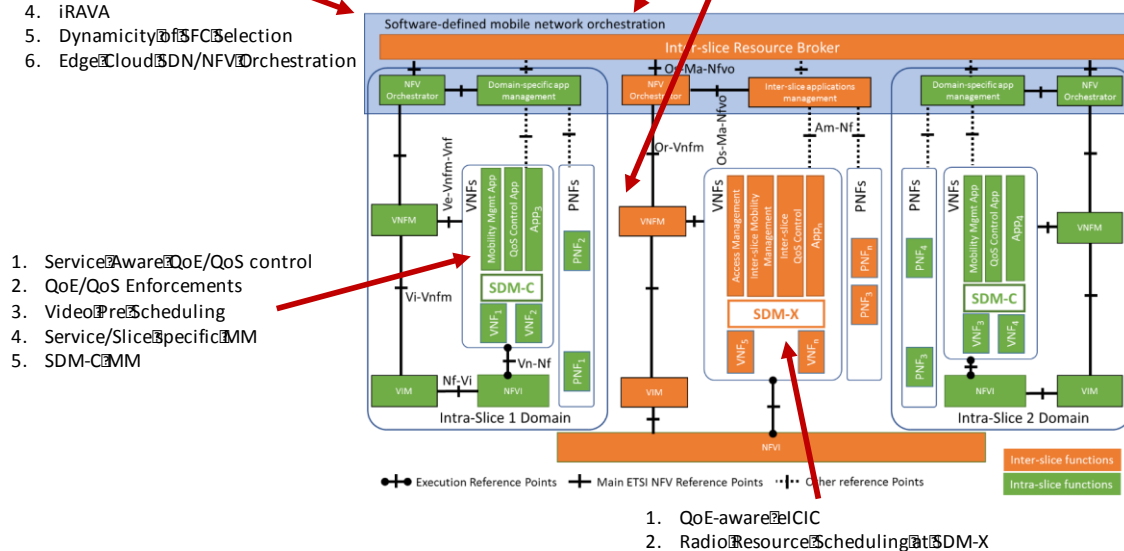 4. iRAVA
5. Dynamicity of SFC Selection
6. Edge Cloud SDN/NFV Orchestration
Software-defined mobile network orchestration
Inter-slice Resource Broker
Os-Ma-Nfvo
NFV
Orchestrator
Domain-specific app
management
NFV
Orchestrator
Inter-slice applications
management
Domain-specific app
management
NFV
Orchestrator
Os-Ma-Nfvo
Am-Nf
Or-Vnfm
Ve-Vnfm-Vnf
VNFs
Mobility Mgmt App
QoS Control App
App3
PNFs
PNF2
VNFM
SDM-C
VNF1
VNF2
PNF1
Vi-Vnfm
Vn-Nf
Nf-Vi
VIM
NFVI
Intra-Slice 1 Domain
VNFM
VNFs
Access Management
Inter-slice Mobility
Management
Inter-slice
QoS Control
Appn
PNFs
PNFn
PNF3
SDM-X
VNF5
VNFn
VIM
NFVI
PNFs
PNF4
PNF3
VNFs
Mobility Mgmt App
QoS Control App
App4
SDM-C
VNF3
VNF4
VNFM
NFVI
VIM
Intra-Slice 2 Domain
1. Service Aware QoE/QoS control
2. QoE/QoS Enforcements
3. Video Pre Scheduling
4. Service/Slice specific MM
5. SDM-C MM
Inter-slice functions
Intra-slice functions
Execution Reference Points
Main ETSI NFV Reference Points
Other reference Points
1. QoE-aware eICIC
2. Radio Resource Scheduling at SDM-X